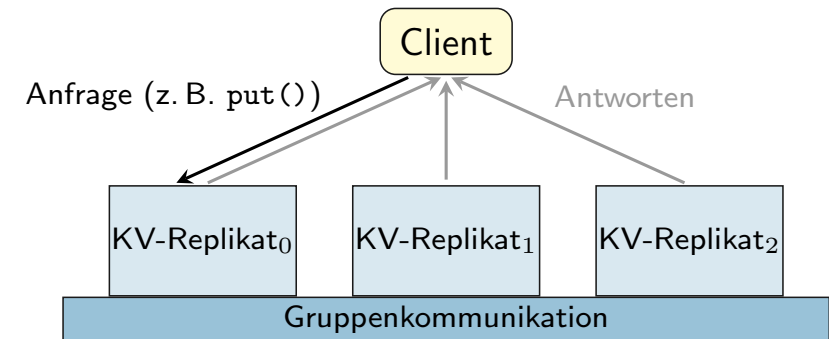 Client
Anfrage (z. B. put())
Antworten
KV-Replikat₀
KV-Replikat₁
KV-Replikat₂
Gruppenkommunikation